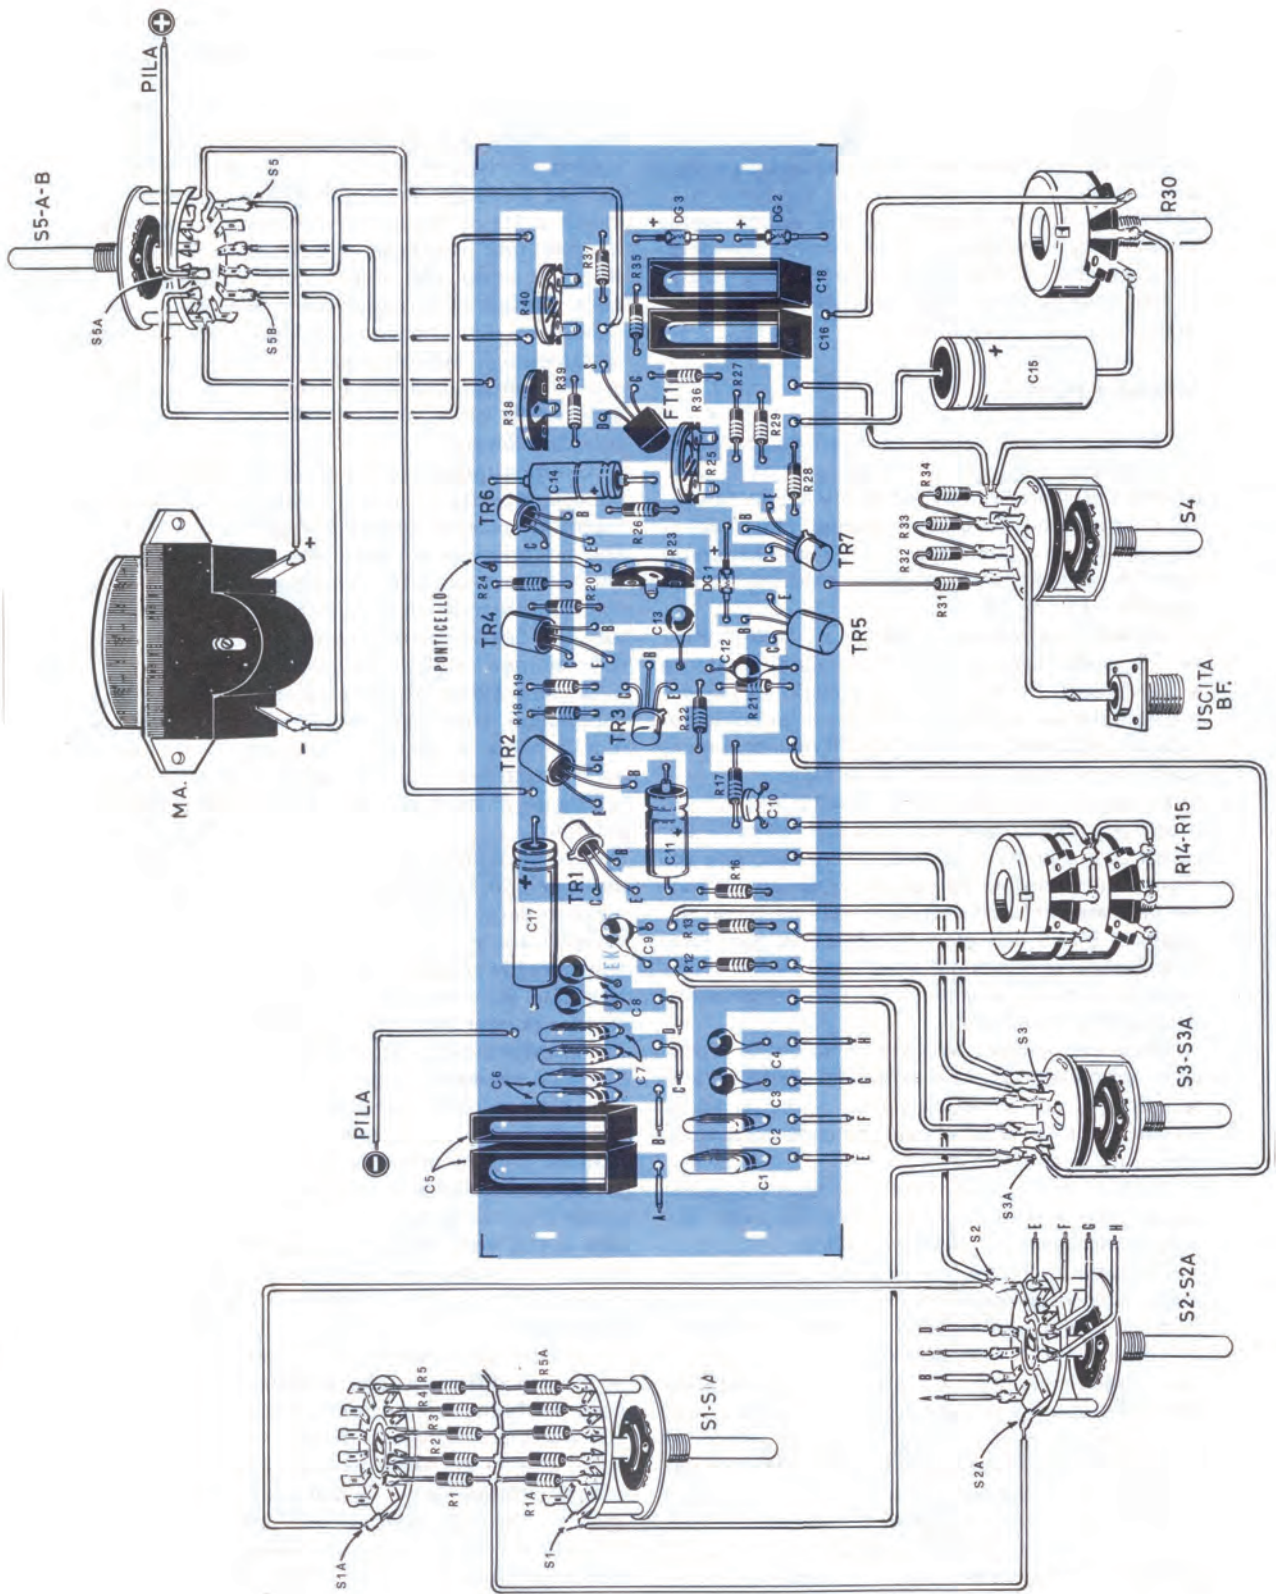 S5-A-B
PILA
+
S5A
S5
S5B
MA.
+
-
PONTICELLO
R40
R37
DG3
+
DG2
+
R35
C18
C16
R38
R39
S
G
D
FT1
R36
R27
R29
R28
R25
C14
+
TR6
B
C
E
R26
R24
R20
R23
DG1
+
TR7
E
B
C
TR4
B
C
E
C13
C12
TR5
E
B
C
R19
R18
TR3
B
C
E
R22
R21
TR2
C
B
E
R17
C10
C11
+
TR1
B
C
E
R16
C17
+
C9
R13
R12
EK
C8
D
C7
C
C6
B
C5
A
C4
H
C3
G
C2
F
C1
E
PILA
-
R30
C15
+
R34
R33
R32
R31
S4
USCITA
BF.
R14-R15
S3
S3-S3A
S3A
S2
E
F
G
H
D
C
B
A
S2-S2A
S2A
R5
R4
R3
R2
R1
R5A
R1A
S1-S1A
S1
S1A